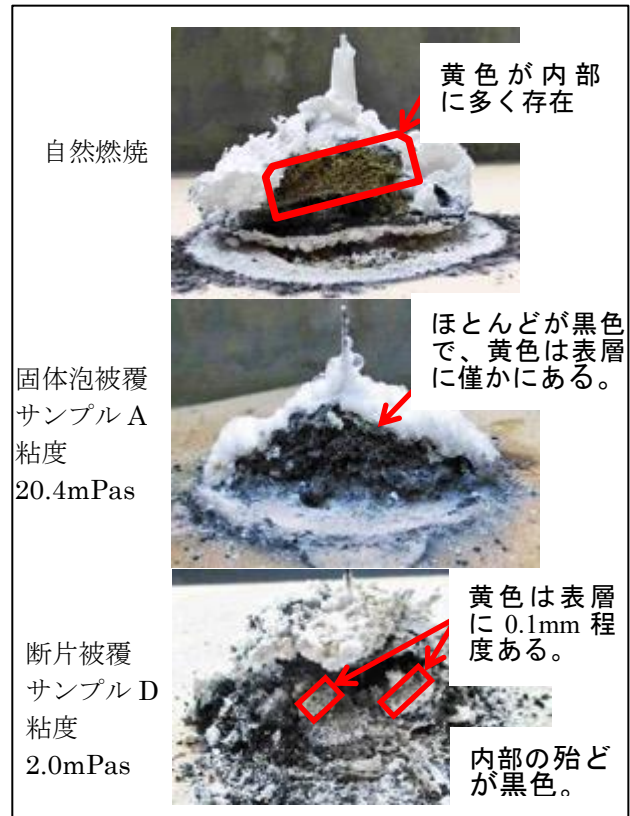 自然燃焼
黄色が内部
に多く存在
固体泡被覆
サンプル A
粘度
20.4mPas
ほとんどが黒色
で、黄色は表層
に僅かにある。
断片被覆
サンプル D
粘度
2.0mPas
黄色は表層
に 0.1mm 程
度ある。
内部の殆ど
が黒色。